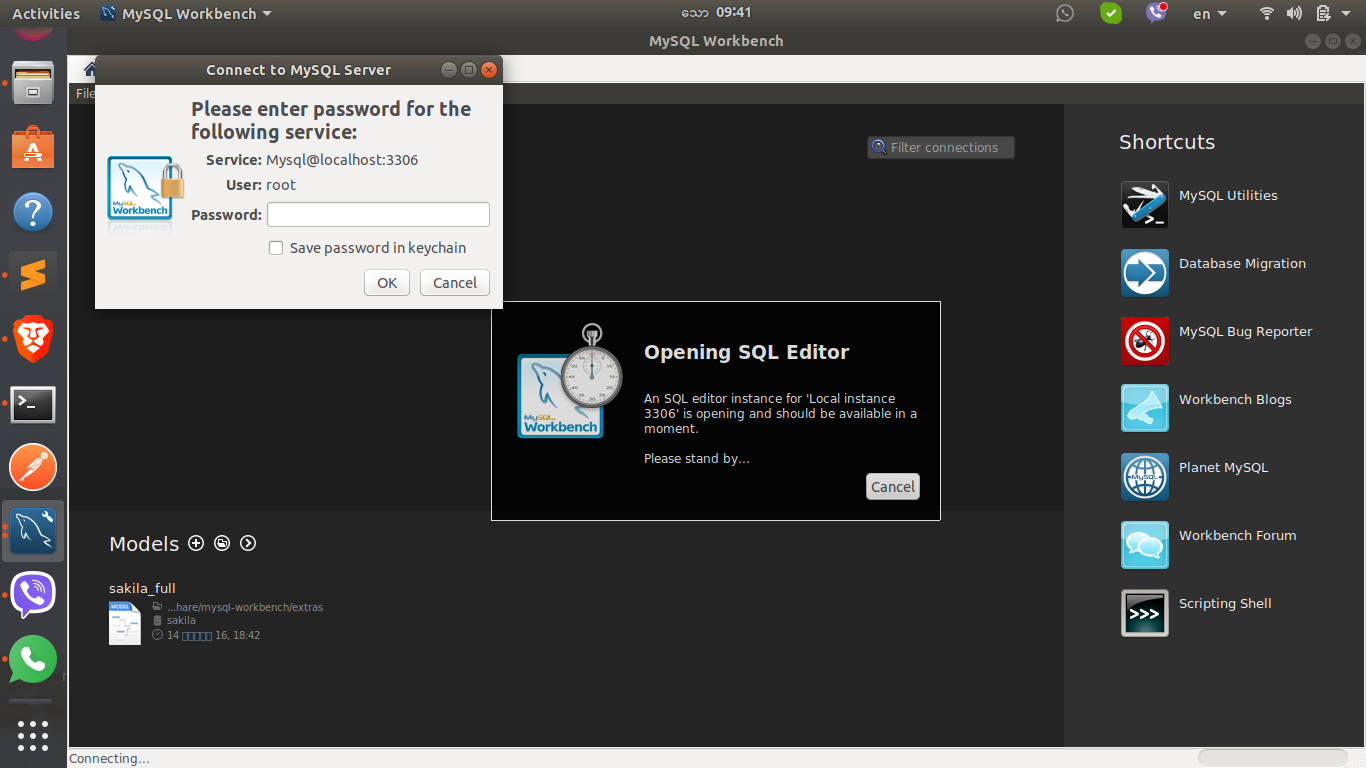 Activities
MySQL Workbench
သော 09:41
en
MySQL Workbench
Connect to MySQL Server
File
Please enter password for the
following service:
Service: Mysql@localhost:3306
User: root
Password:
Save password in keychain
OK
Cancel
MySQL
Workbench
Filter connections
Opening SQL Editor
An SQL editor instance for 'Local instance
3306' is opening and should be available in a
moment.
Please stand by...
Cancel
MySQL
Workbench
Shortcuts
MySQL Utilities
Database Migration
MySQL Bug Reporter
Workbench Blogs
Planet MySQL
MySQL
Workbench Forum
Scripting Shell
>>>
Models
sakila_full
MODEL
...hare/mysql-workbench/extras
sakila
14 16, 18:42
Connecting...